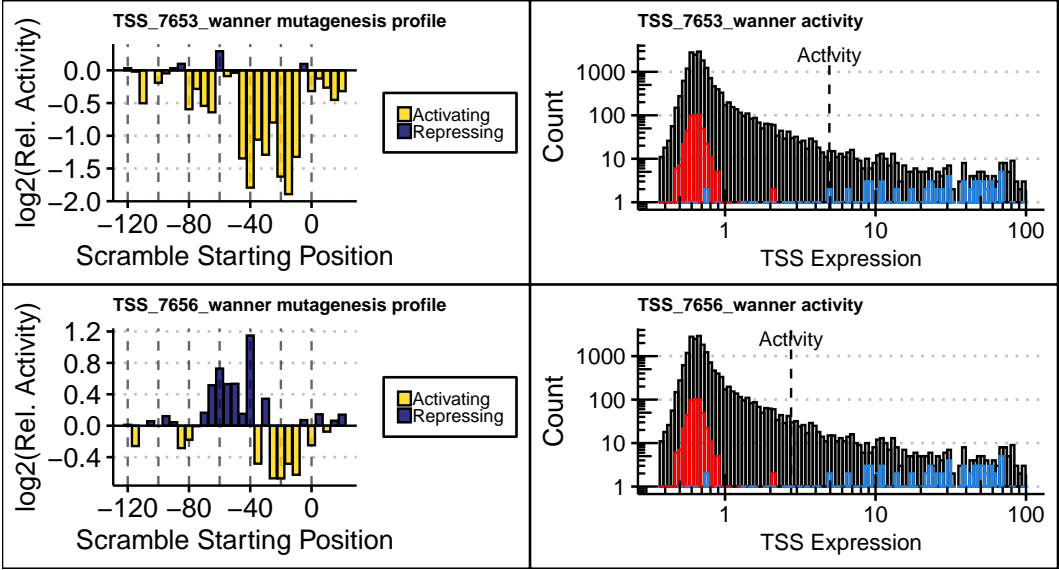 TSS_7653_wanner mutagenesis profile
0.0
−0.5
−1.0
−1.5
−2.0
log2(Rel. Activity)
−120 −80 −40 0
Scramble Starting Position
Activating
Repressing
TSS_7653_wanner activity
Activity
1000
100
10
1
Count
1 10 100
TSS Expression
TSS_7656_wanner mutagenesis profile
1.2
0.8
0.4
0.0
−0.4
log2(Rel. Activity)
−120 −80 −40 0
Scramble Starting Position
Activating
Repressing
TSS_7656_wanner activity
Activity
1000
100
10
1
Count
1 10 100
TSS Expression